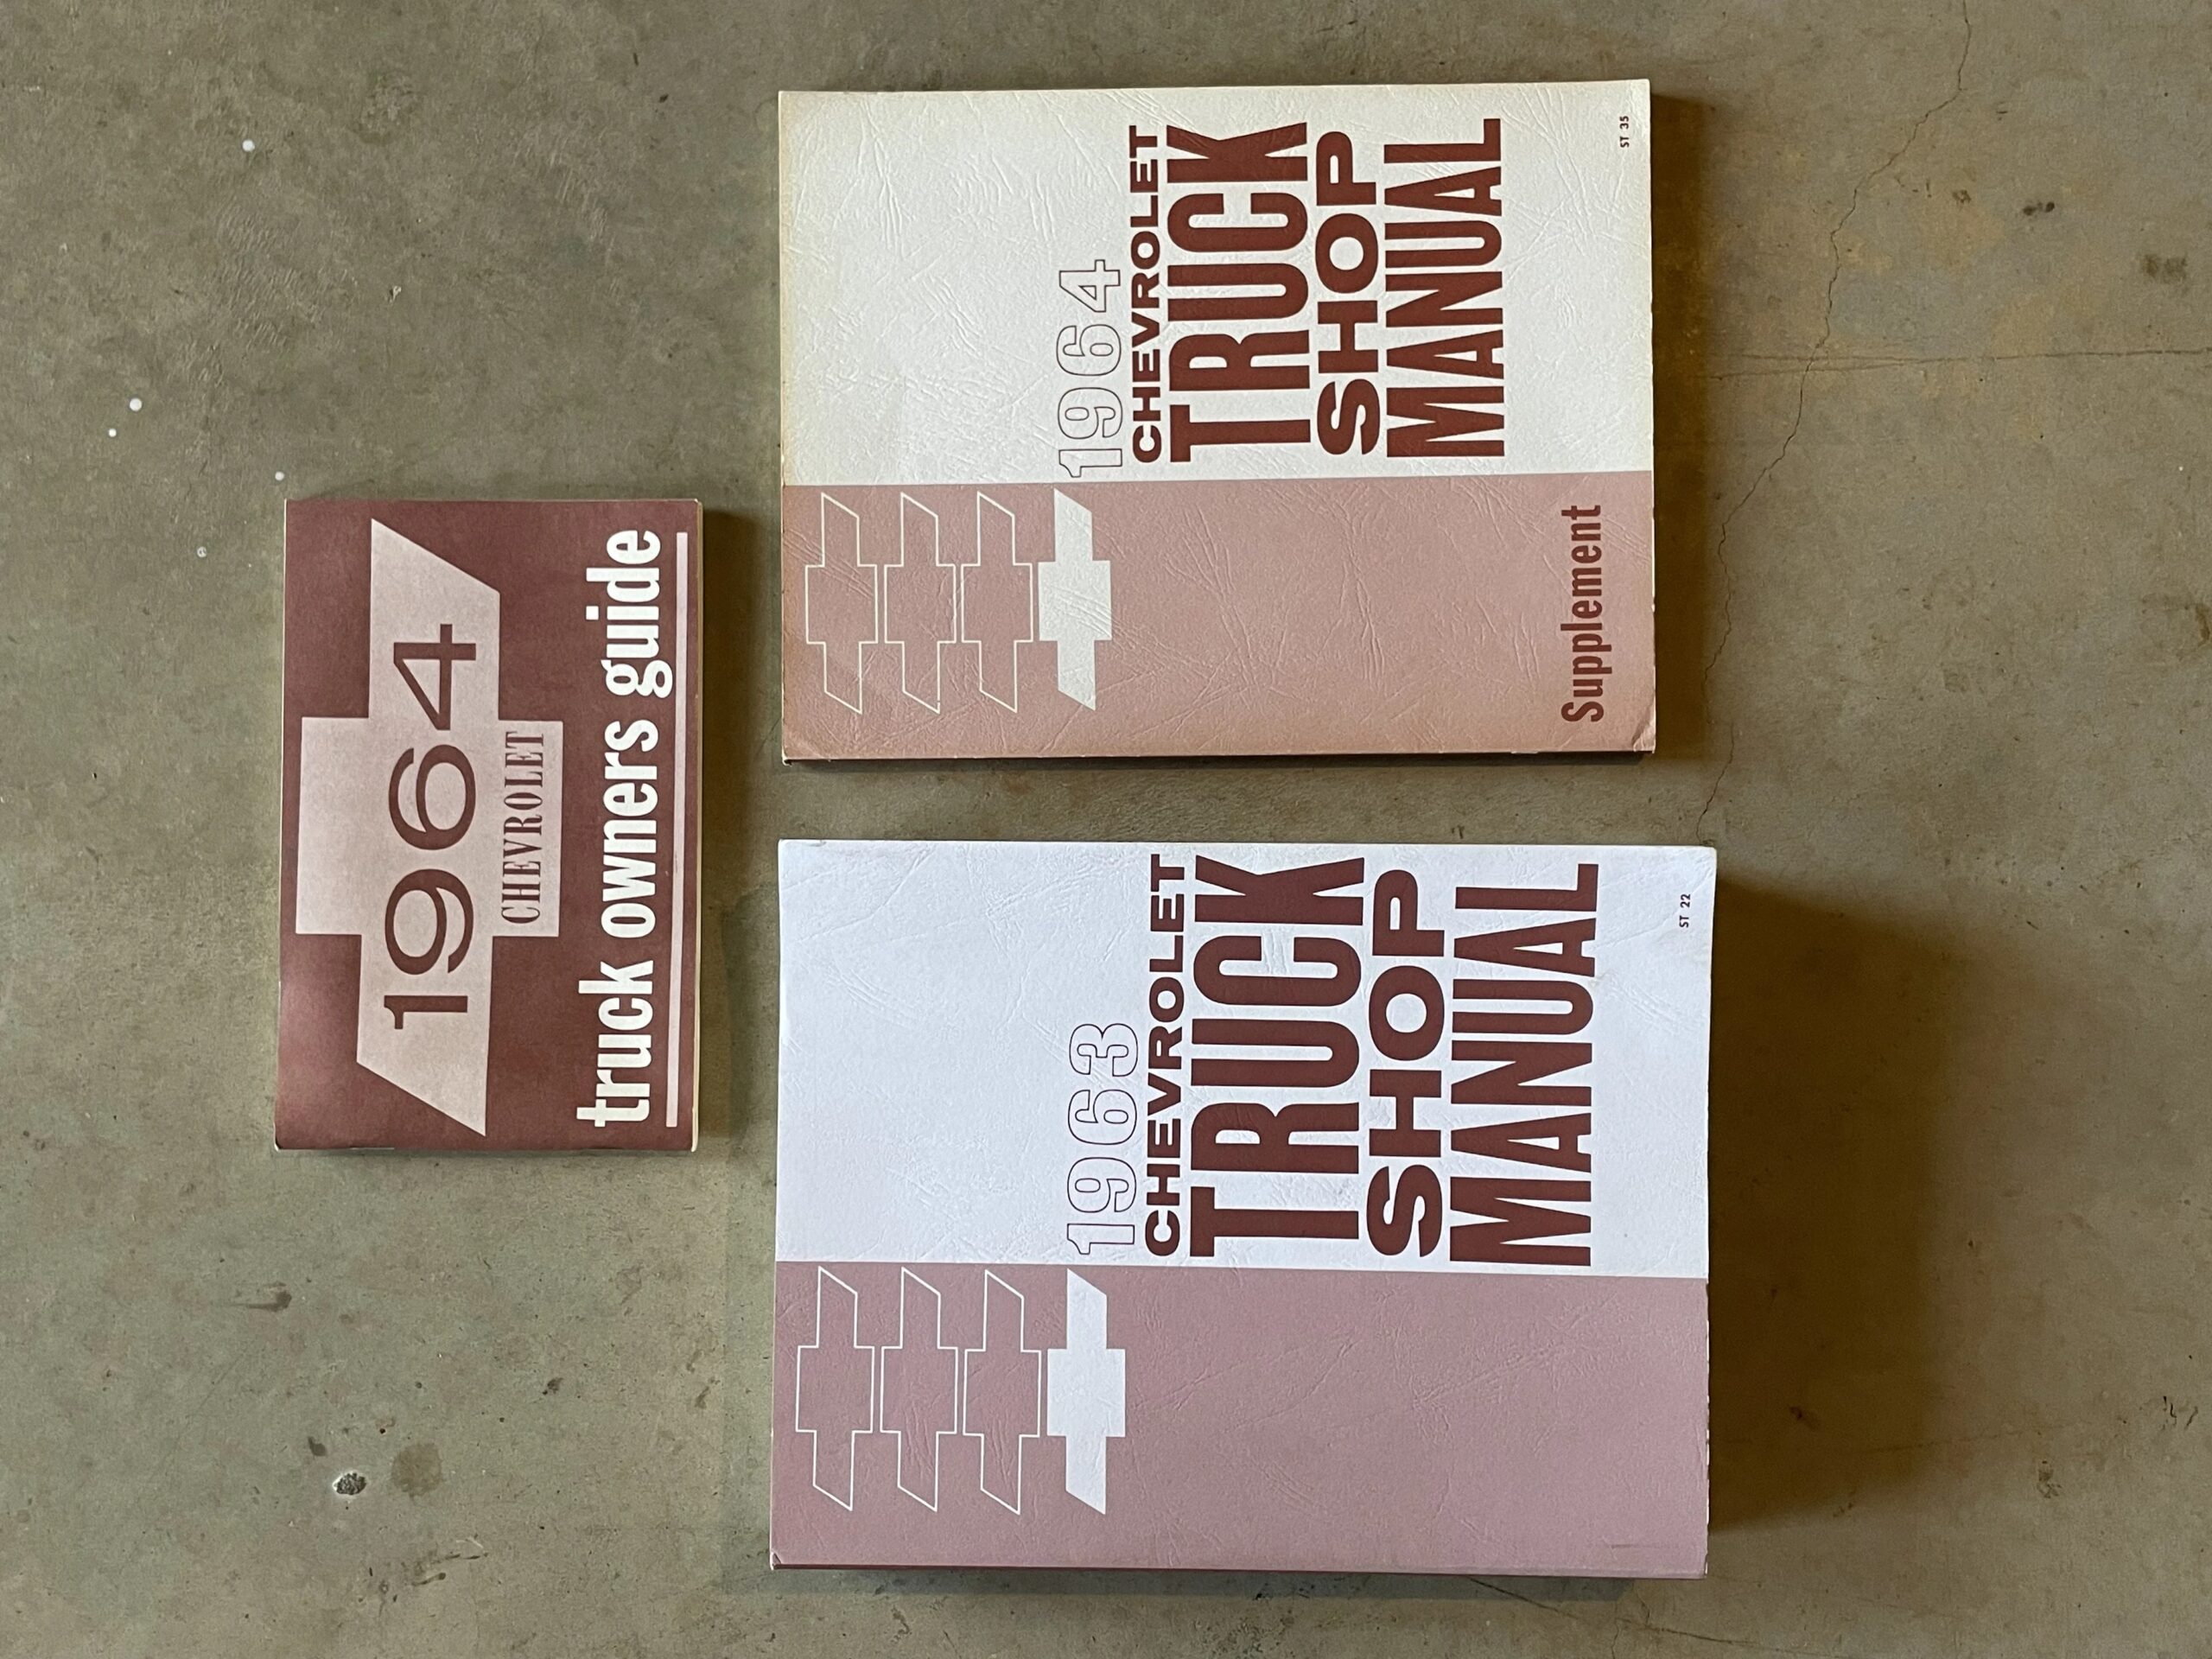 1964
CHEVROLET
truck owners guide
1963
CHEVROLET
TRUCK
SHOP
MANUAL
ST 22
1964
CHEVROLET
TRUCK
SHOP
MANUAL
Supplement
ST 35